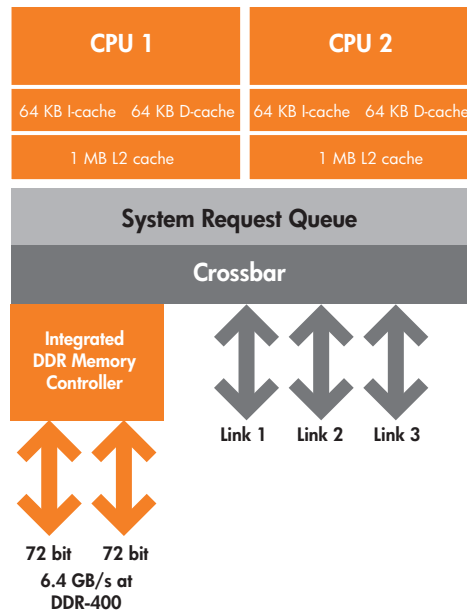 CPU 1
CPU 2
64 KB I-cache 64 KB D-cache
64 KB I-cache 64 KB D-cache
1 MB L2 cache
1 MB L2 cache
System Request Queue
Crossbar
Integrated
DDR Memory
Controller
Link 1
Link 2
Link 3
72 bit
72 bit
6.4 GB/s at
DDR-400